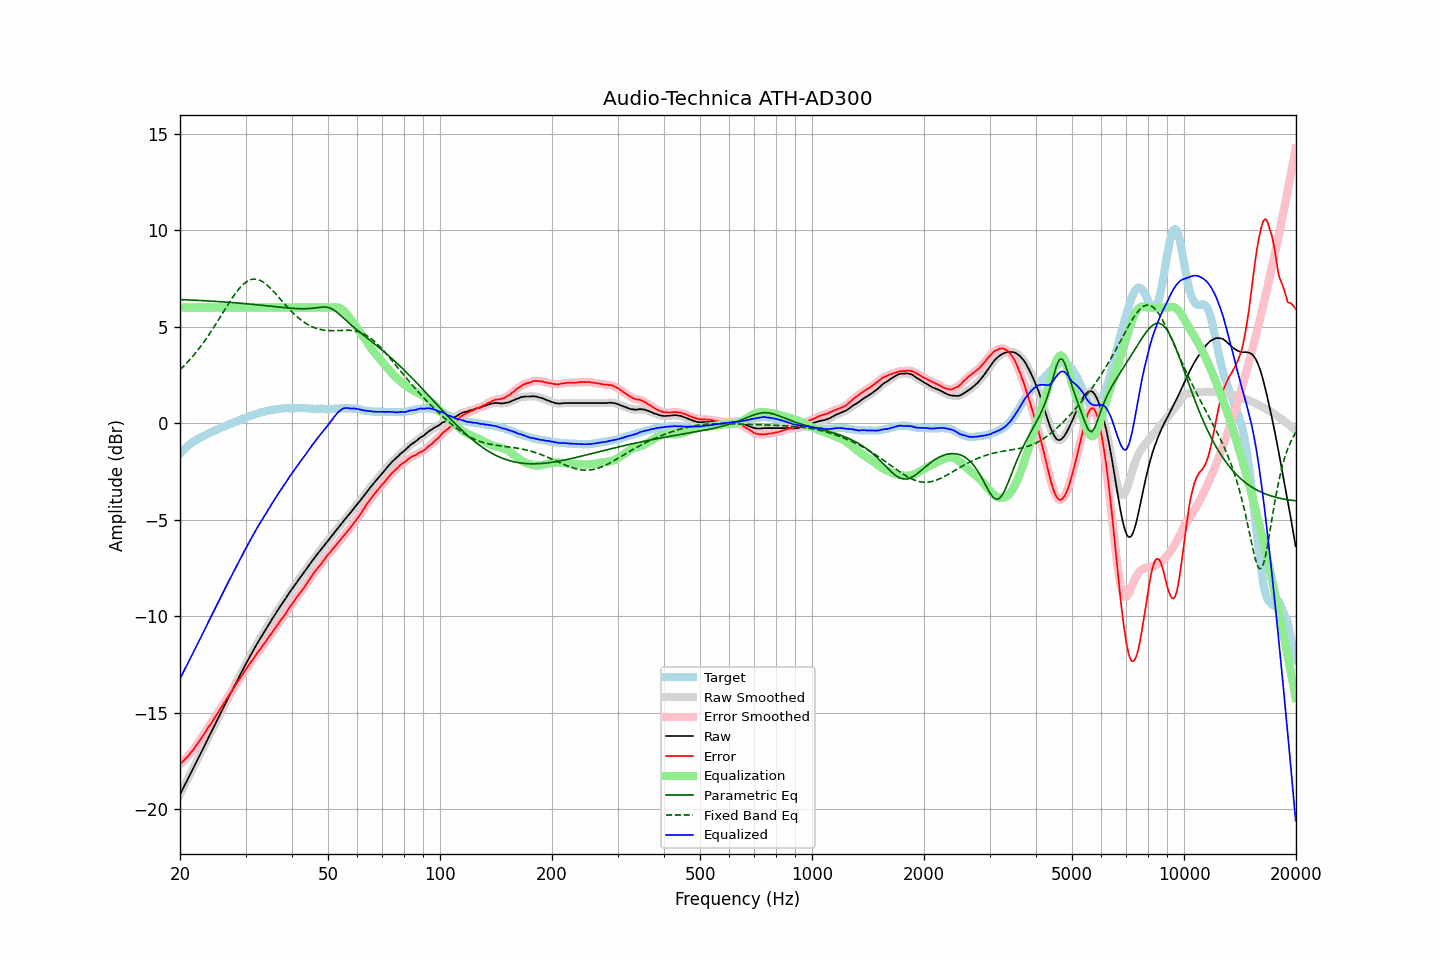 Audio-Technica ATH-AD300
15
10
5
0
−5
−10
−15
−20
Amplitude (dBr)
20
50
100
200
500
1000
2000
5000
10000
20000
Frequency (Hz)
Target
Raw Smoothed
Error Smoothed
Raw
Error
Equalization
Parametric Eq
Fixed Band Eq
Equalized